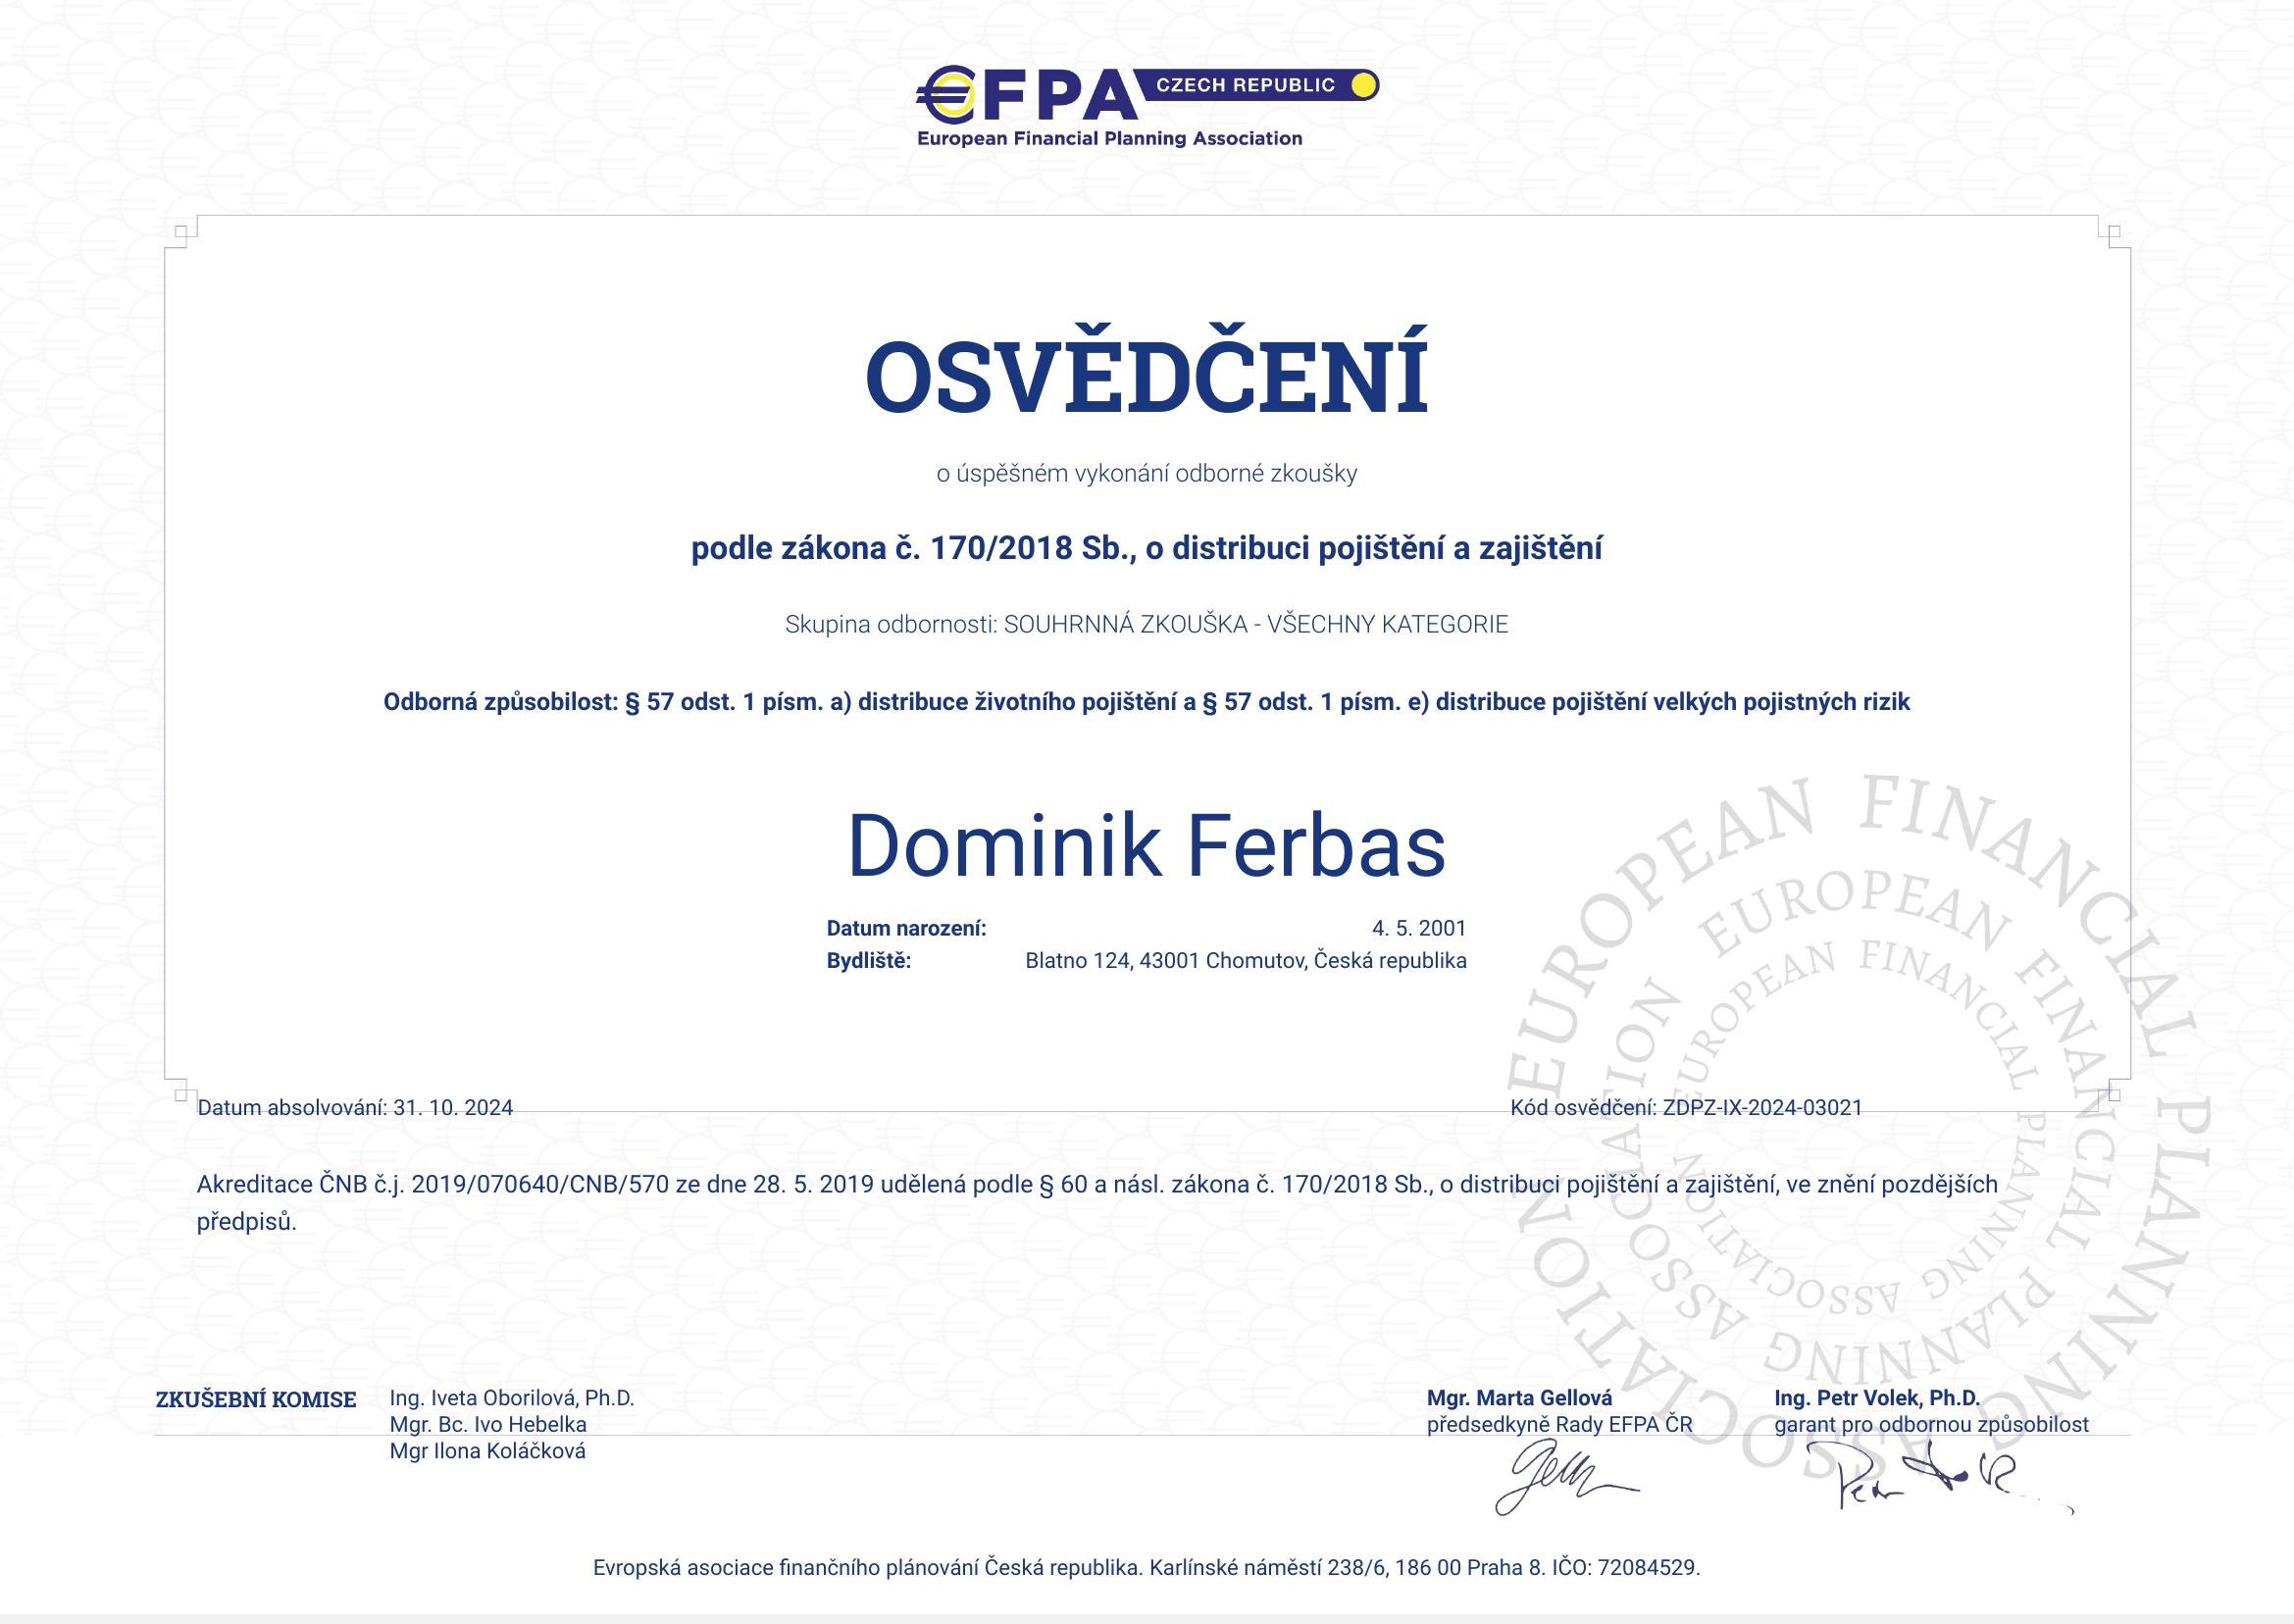 EFPA CZECH REPUBLIC
European Financial Planning Association
OSVĚDČENÍ
o úspěšném vykonání odborné zkoušky
podle zákona č. 170/2018 Sb., o distribuci pojištění a zajištění
Skupina odbornosti: SOUHRNNÁ ZKOUŠKA - VŠECHNY KATEGORIE
Odborná způsobilost: § 57 odst. 1 písm. a) distribuce životního pojištění a § 57 odst. 1 písm. e) distribuce pojištění velkých pojistných rizik
Dominik Ferbas
Datum narození: 4. 5. 2001
Bydliště: Blatno 124, 43001 Chomutov, Česká republika
Datum absolvování: 31. 10. 2024
Kód osvědčení: ZDPZ-IX-2024-03021
Akreditace ČNB č.j. 2019/070640/CNB/570 ze dne 28. 5. 2019 udělená podle § 60 a násl. zákona č. 170/2018 Sb., o distribuci pojištění a zajištění, ve znění pozdějších
předpisů.
EUROPEAN FINANCIAL PLANNING ASSOCIATION
EUROPEAN FINANCIAL PLANNING ASSOCIATION
EUROPEAN FINANCIAL PLANNING ASSOCIATION
ZKUŠEBNÍ KOMISE
Ing. Iveta Oborilová, Ph.D.
Mgr. Bc. Ivo Hebelka
Mgr Ilona Koláčková
Mgr. Marta Gellová
předsedkyně Rady EFPA ČR
Ing. Petr Volek, Ph.D.
garant pro odbornou způsobilost
Evropská asociace finančního plánování Česká republika. Karlínské náměstí 238/6, 186 00 Praha 8. IČO: 72084529.